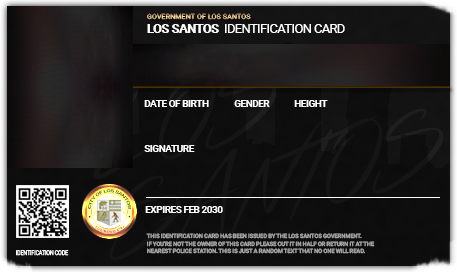 GOVERNMENT OF LOS SANTOS
LOS SANTOS IDENTIFICATION CARD
DATE OF BIRTH GENDER HEIGHT
SIGNATURE
CITY OF LOS SANTOS
EXPIRES FEB 2030
IDENTIFICATION CODE
THIS IDENTIFICATION CARD HAS BEEN ISSUED BY THE LOS SANTOS GOVERNMENT.
IF YOU'RE NOT THE OWNER OF THIS CARD PLEASE CUT IT IN HALF OR RETURN IT AT THE
NEAREST POLICE STATION. THIS IS JUST A RANDOM TEXT THAT NO ONE WILL READ.